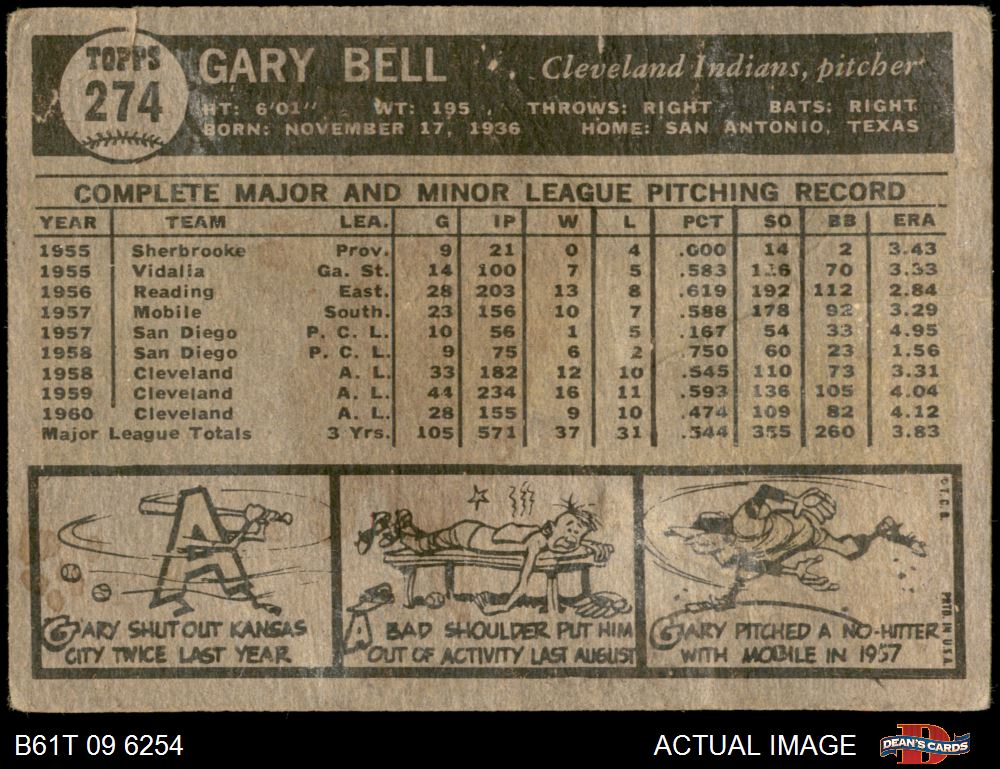 TOPPS
274
GARY BELL Cleveland Indians, pitcher
HT: 6'01" WT: 195 THROWS: RIGHT BATS: RIGHT
BORN: NOVEMBER 17, 1936 HOME: SAN ANTONIO, TEXAS
COMPLETE MAJOR AND MINOR LEAGUE PITCHING RECORD
YEAR TEAM LEA. G IP W L PCT SO BB ERA
1955 Sherbrooke Prov. 9 21 0 4 .000 14 2 3.43
1955 Vidalia Ga. St. 14 100 7 5 .583 116 70 3.33
1956 Reading East. 28 203 13 8 .619 192 112 2.84
1957 Mobile South. 23 156 10 7 .588 178 92 3.29
1957 San Diego P. C. L. 10 56 1 5 .167 54 33 4.95
1958 San Diego P. C. L. 9 75 6 2 .750 60 23 1.56
1958 Cleveland A. L. 33 182 12 10 .545 110 73 3.31
1959 Cleveland A. L. 44 234 16 11 .593 136 105 4.04
1960 Cleveland A. L. 28 155 9 10 .474 109 82 4.12
Major League Totals 3 Yrs. 105 571 37 31 .544 355 260 3.83
A
GARY SHUTOUT KANSAS
CITY TWICE LAST YEAR
A BAD SHOULDER PUT HIM
OUT OF ACTIVITY LAST AUGUST
GARY PITCHED A NO-HITTER
WITH MOBILE IN 1957
© T.C.G.
PRTD IN U.S.A.
B61T 09 6254
ACTUAL IMAGE
DEAN'S CARDS